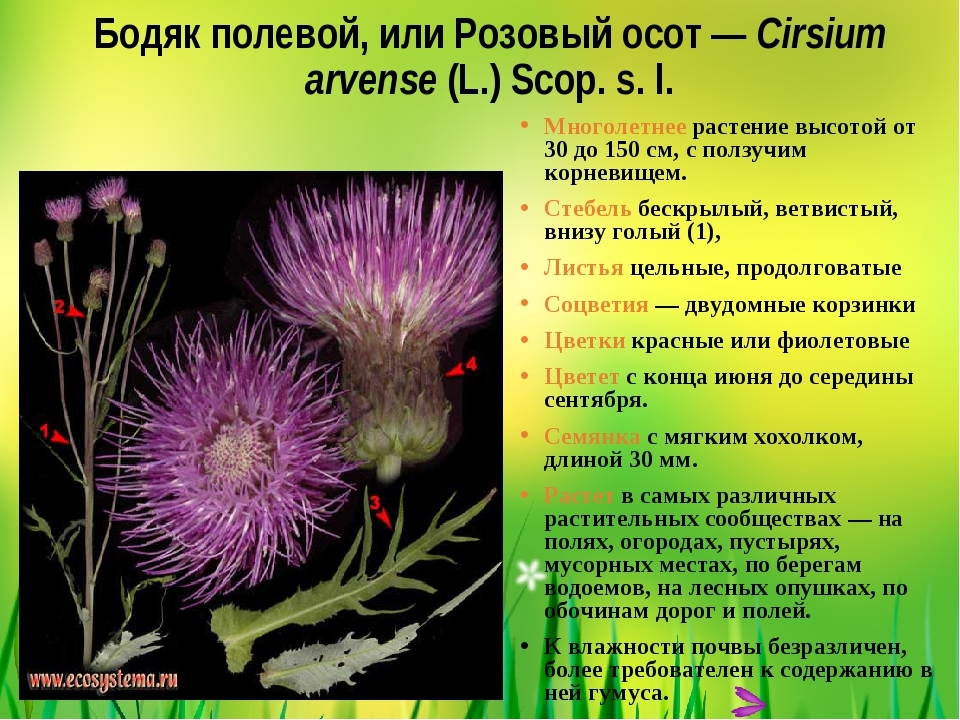 Бодяк полевой, или Розовый осот — Cirsium
arvense (L.) Scop. s. l.
• Многолетнее растение высотой от
30 до 150 см, с ползучим
корневищем.
• Стебель бескрылый, ветвистый,
внизу голый (1),
• Листья цельные, продолговатые
• Соцветия — двудомные корзинки
• Цветки красные или фиолетовые
• Цветет с конца июня до середины
сентября.
• Семянка с мягким хохолком,
длиной 30 мм.
• Растет в самых различных
растительных сообществах — на
полях, огородах, пустырях,
мусорных местах, по берегам
водоемов, на лесных опушках, по
обочинам дорог и полей.
• К влажности почвы безразличен,
более требователен к содержанию в
ней гумуса.
2
4
1
3
www.ecosystema.ru